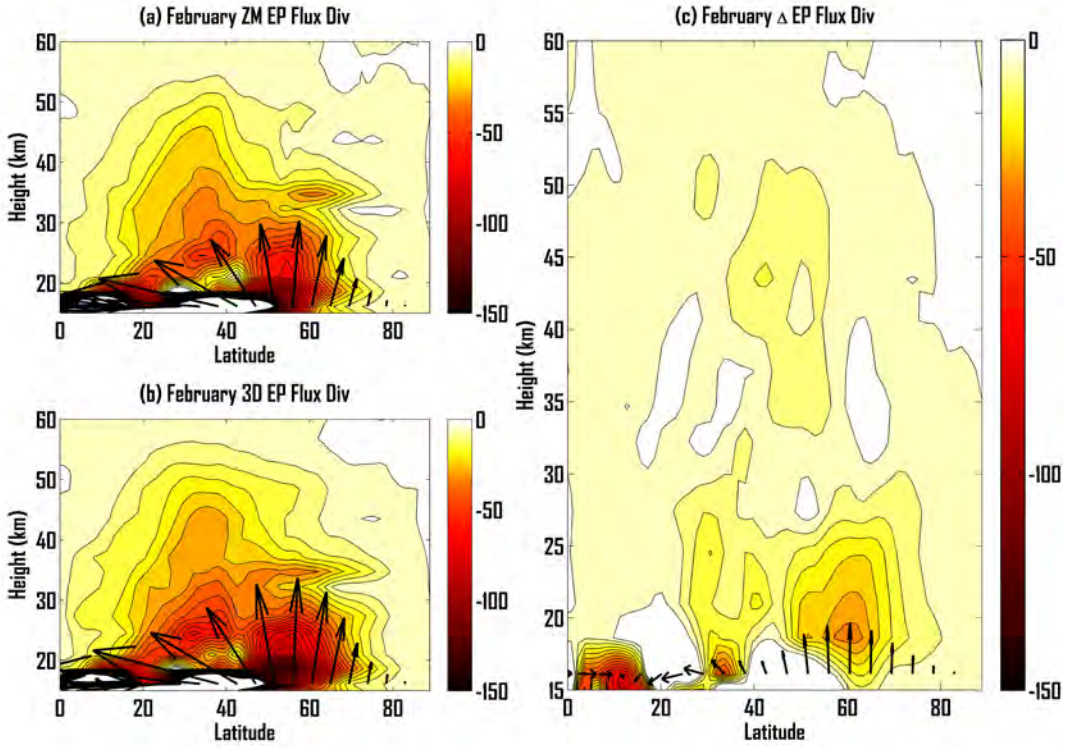 (a) February ZM EP Flux Div
60
50
40
30
20
Height (km)
0 20 40 60 80
Latitude
0
-50
-100
-150
(b) February 3D EP Flux Div
60
50
40
30
20
Height (km)
0 20 40 60 80
Latitude
0
-50
-100
-150
(c) February Δ EP Flux Div
60
55
50
45
40
35
30
25
20
15
Height (km)
0 20 40 60 80
Latitude
0
-50
-100
-150